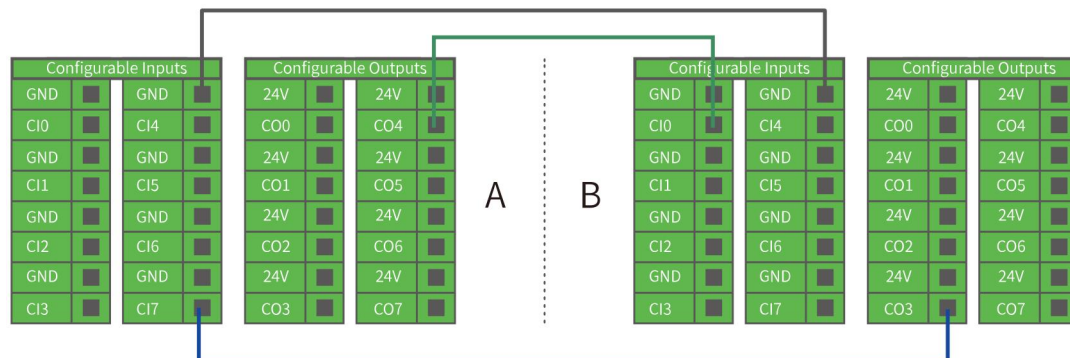 Configurable Inputs Configurable Outputs Configurable Inputs Configurable Outputs
GND GND 24V 24V GND GND 24V 24V
CI0 CI4 CO0 CO4 CI0 CI4 CO0 CO4
GND GND 24V 24V GND GND 24V 24V
CI1 CI5 CO1 CO5 A B CI1 CI5 CO1 CO5
GND GND 24V 24V GND GND 24V 24V
CI2 CI6 CO2 CO6 CI2 CI6 CO2 CO6
GND GND 24V 24V GND GND 24V 24V
CI3 CI7 CO3 CO7 CI3 CI7 CO3 CO7